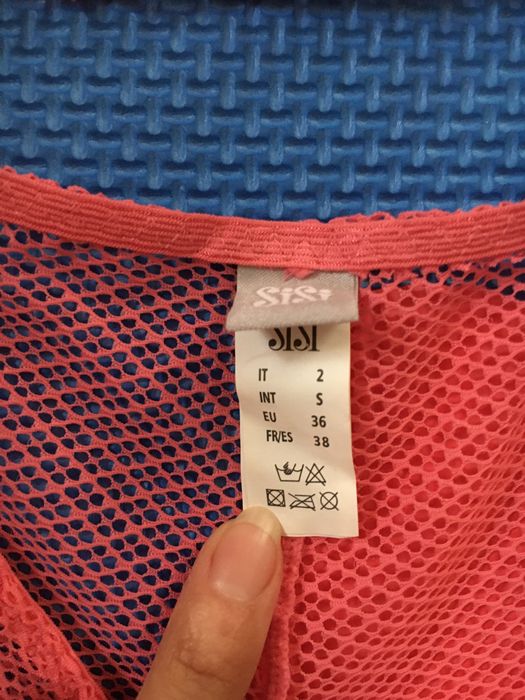 SiSi
SISI
IT 2
INT S
EU 36
FR/ES 38